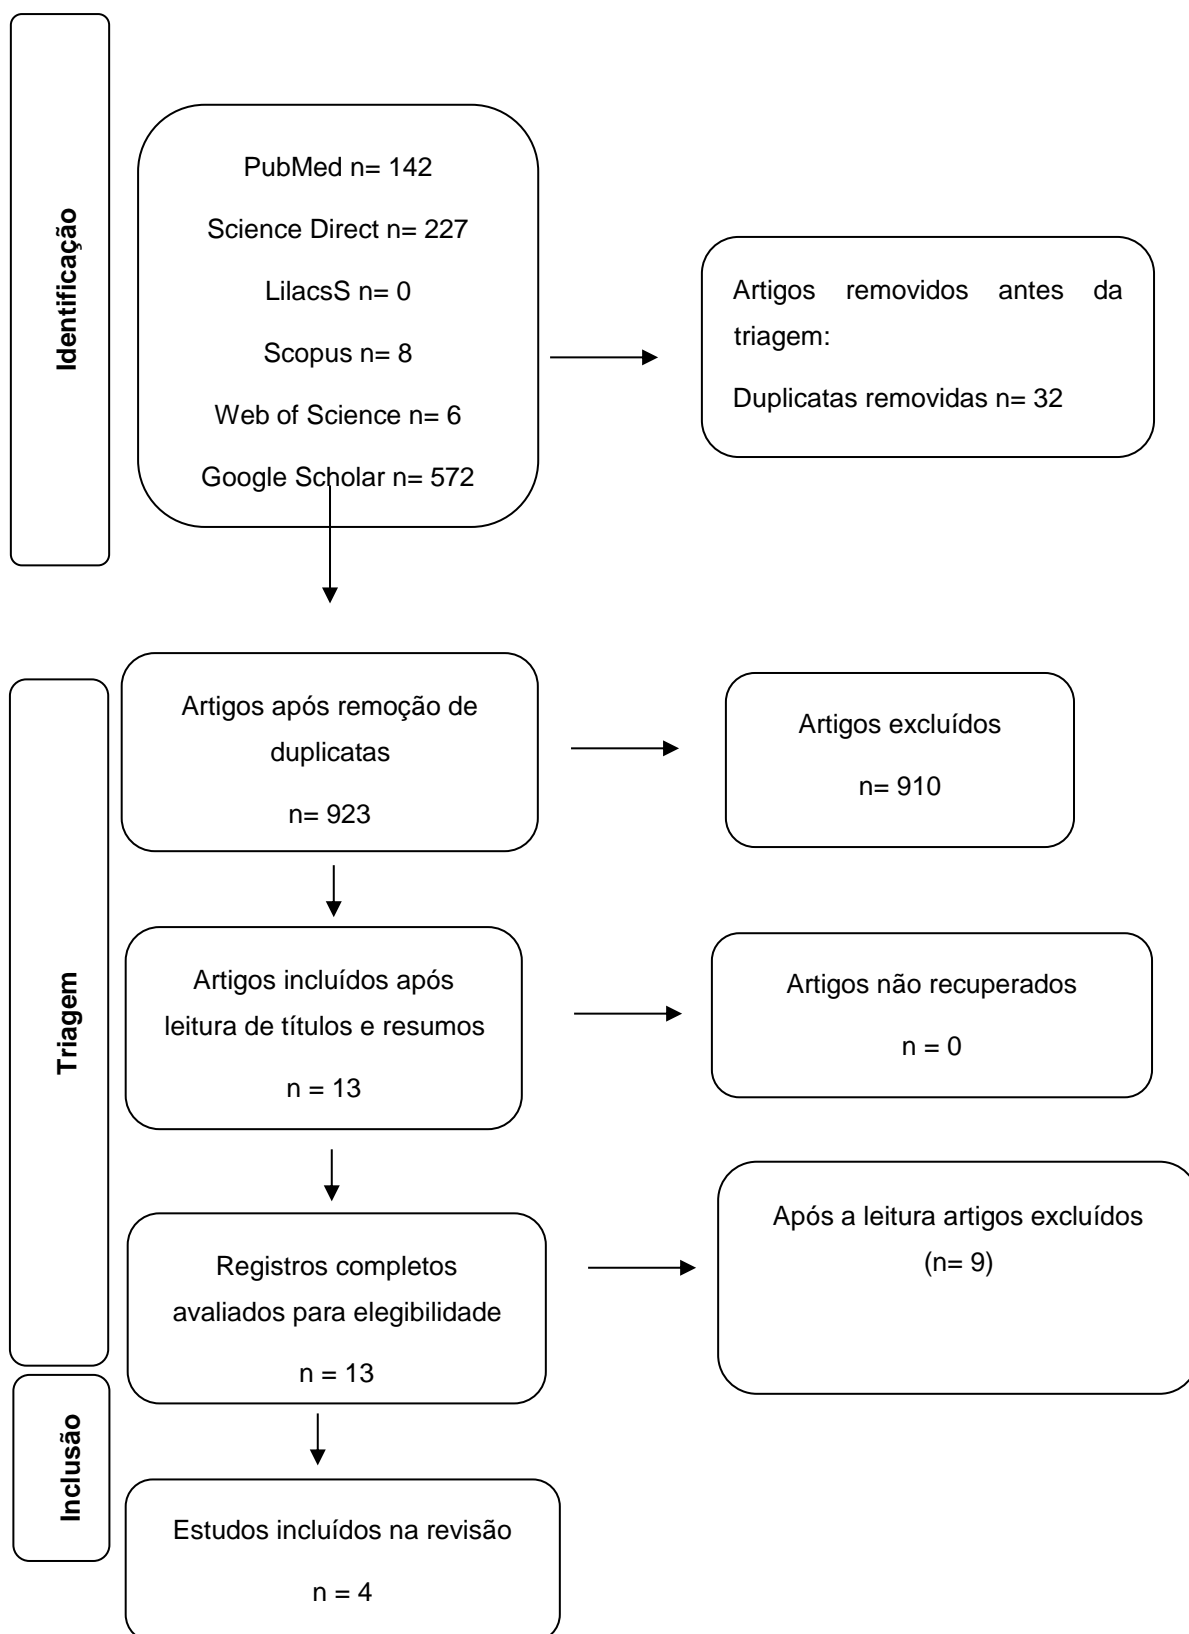 Identificação
PubMed n= 142
Science Direct n= 227
LilacsS n= 0
Scopus n= 8
Web of Science n= 6
Google Scholar n= 572
Artigos removidos antes da
triagem:
Duplicatas removidas n= 32
Triagem
Artigos após remoção de
duplicatas
n= 923
Artigos excluídos
n= 910
Artigos incluídos após
leitura de títulos e resumos
n = 13
Artigos não recuperados
n = 0
Registros completos
avaliados para elegibilidade
n = 13
Após a leitura artigos excluídos
(n= 9)
Inclusão
Estudos incluídos na revisão
n = 4